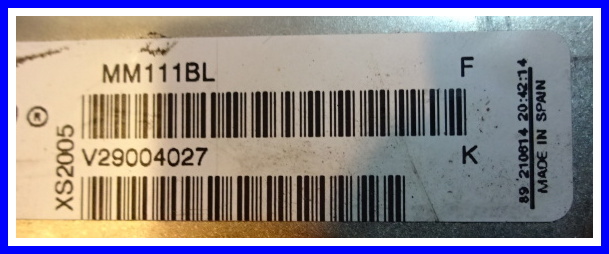 MM111BL F
®
XS2005
V29004027 K
89 210614 20:42:14
MADE IN SPAIN